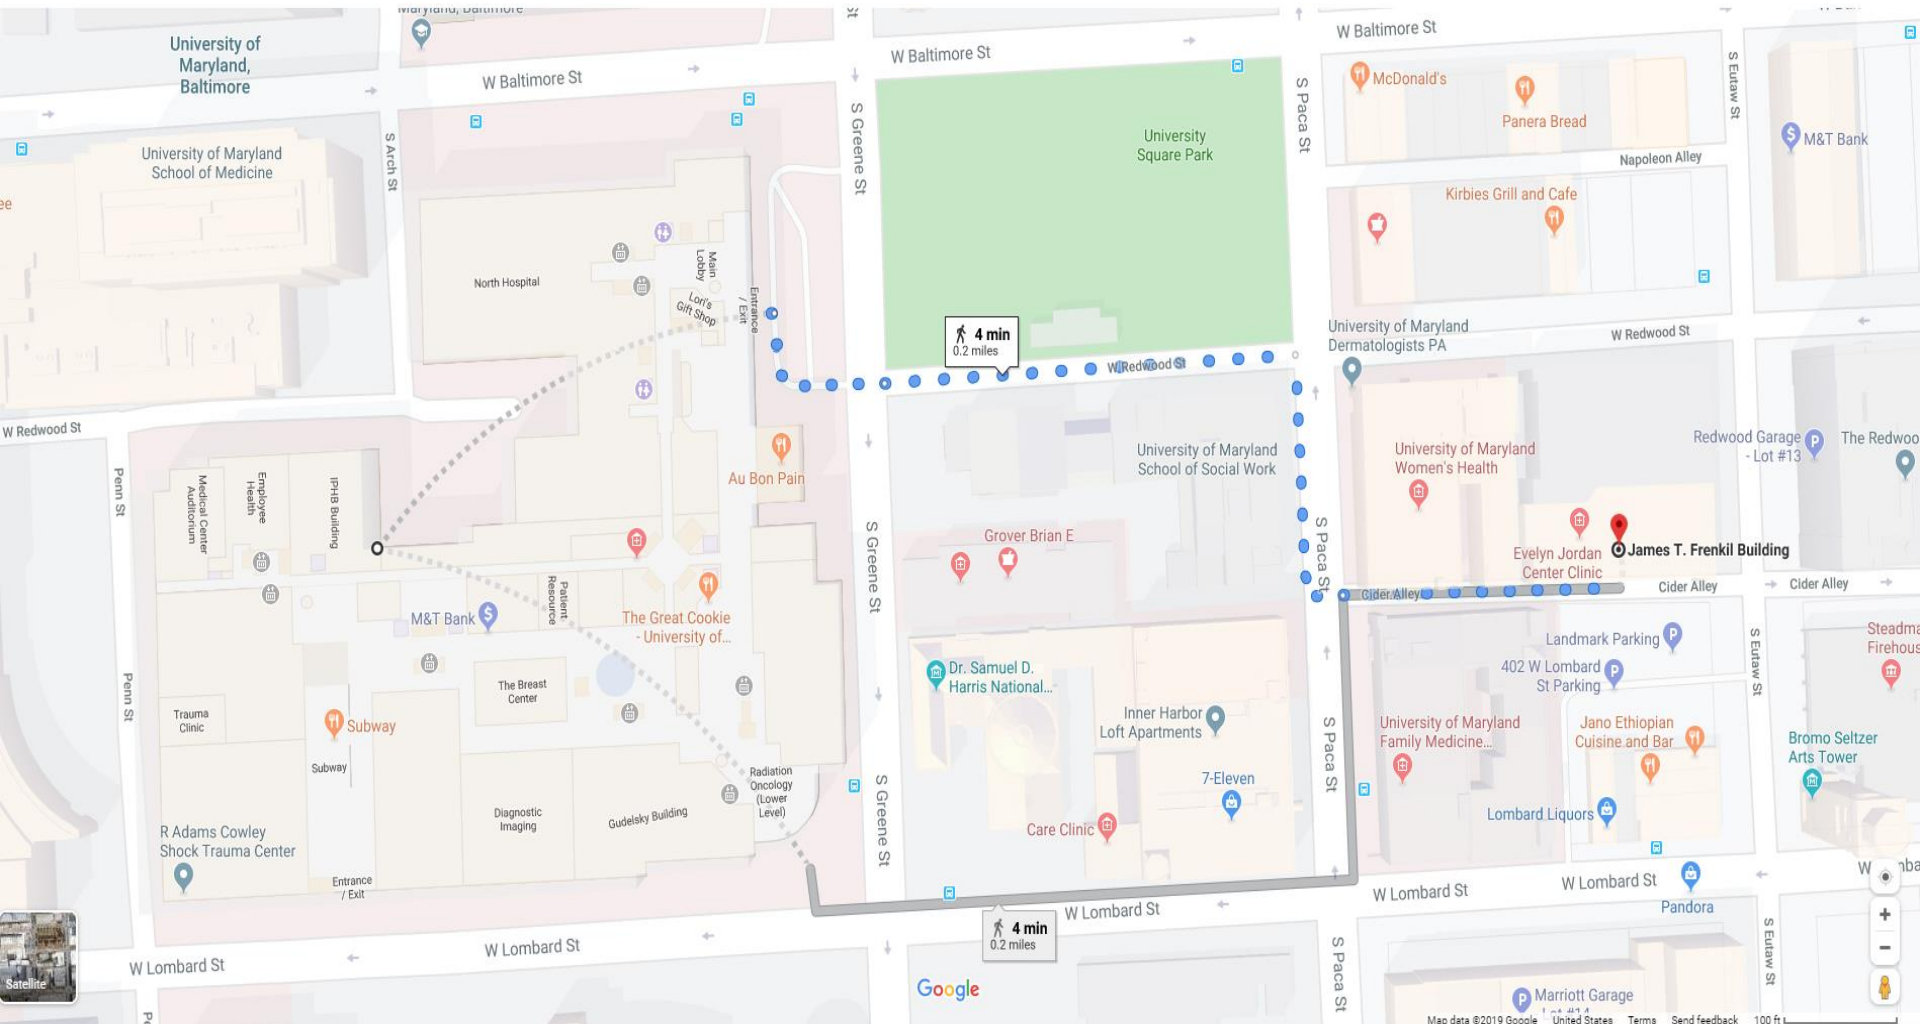 Maryland, Baltimore
University of
Maryland,
Baltimore
W Baltimore St
W Baltimore St
W Baltimore St
S Arch St
S Greene St
S Paca St
S Eutaw St
University of Maryland
School of Medicine
University
Square Park
McDonald's
Panera Bread
M&T Bank
Napoleon Alley
Kirbies Grill and Cafe
ee
North Hospital
Main
Lobby
Lori's
Gift Shop
Entrance
/ Exit
4 min
0.2 miles
W Redwood St
University of Maryland
Dermatologists PA
W Redwood St
W Redwood St
Penn St
Medical Center
Auditorium
Employee
Health
IPHB Building
Au Bon Pain
University of Maryland
School of Social Work
University of Maryland
Women's Health
Redwood Garage
- Lot #13
The Redwoo
S Greene St
S Paca St
Grover Brian E
Evelyn Jordan
Center Clinic
James T. Frenkil Building
Cider Alley
Cider Alley
Cider Alley
M&T Bank
Patient
Resource
The Great Cookie
- University of...
Landmark Parking
402 W Lombard
St Parking
S Eutaw St
Steadma
Firehous
Penn St
The Breast
Center
Dr. Samuel D.
Harris National...
Inner Harbor
Loft Apartments
Trauma
Clinic
Subway
Subway
S Paca St
University of Maryland
Family Medicine...
Jano Ethiopian
Cuisine and Bar
Bromo Seltzer
Arts Tower
Radiation
Oncology
(Lower
Level)
S Greene St
7-Eleven
Diagnostic
Imaging
Gudelsky Building
Care Clinic
Lombard Liquors
R Adams Cowley
Shock Trauma Center
Entrance
/ Exit
W Lombard St
W Lombard St
W Lombard St
W Lombard St
W Lombard St
Pandora
4 min
0.2 miles
S Paca St
S Eutaw St
Satellite
Google
Marriott Garage
- Lot #14
Map data ©2019 Google United States Terms Send feedback 100 ft